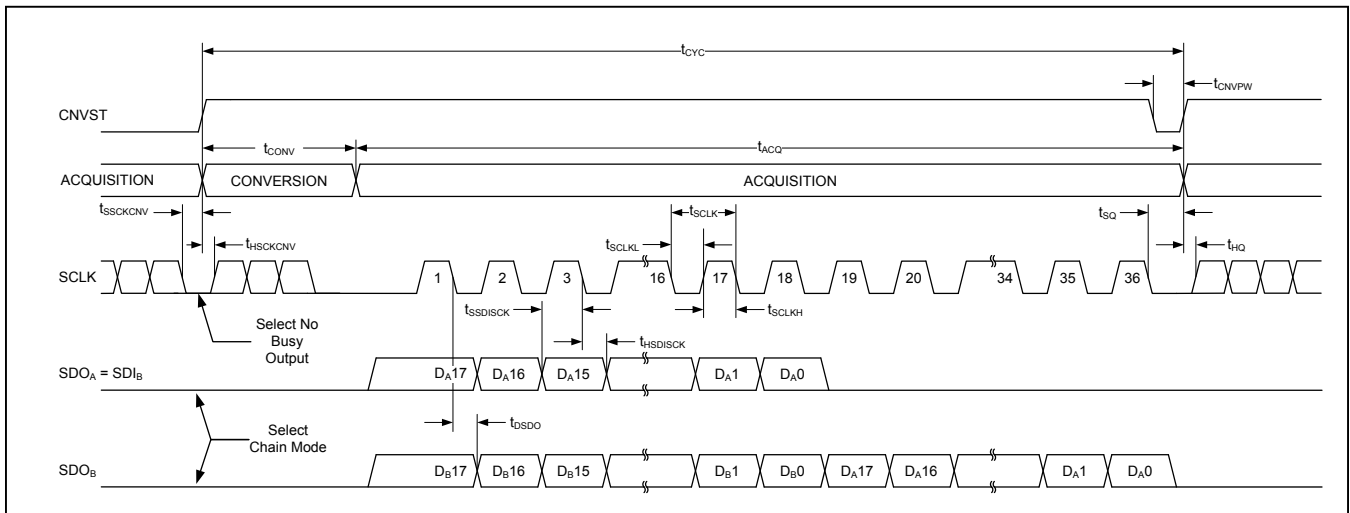 tCYC
tCNVPW
CNVST
tCONV
tACQ
ACQUISITION
CONVERSION
ACQUISITION
tSSCKCNV
tHSCKCNV
tSCLK
tSCLKL
tSQ
tHQ
SCLK
1 2 3 16 17 18 19 20 34 35 36
Select No
Busy
Output
tSSDISCK
tSCLKH
tHSDISCK
SDOA = SDIB
DA17 DA16 DA15 DA1 DA0
Select
Chain Mode
tDSDO
SDOB
DB17 DB16 DB15 DB1 DB0 DA17 DA16 DA1 DA0